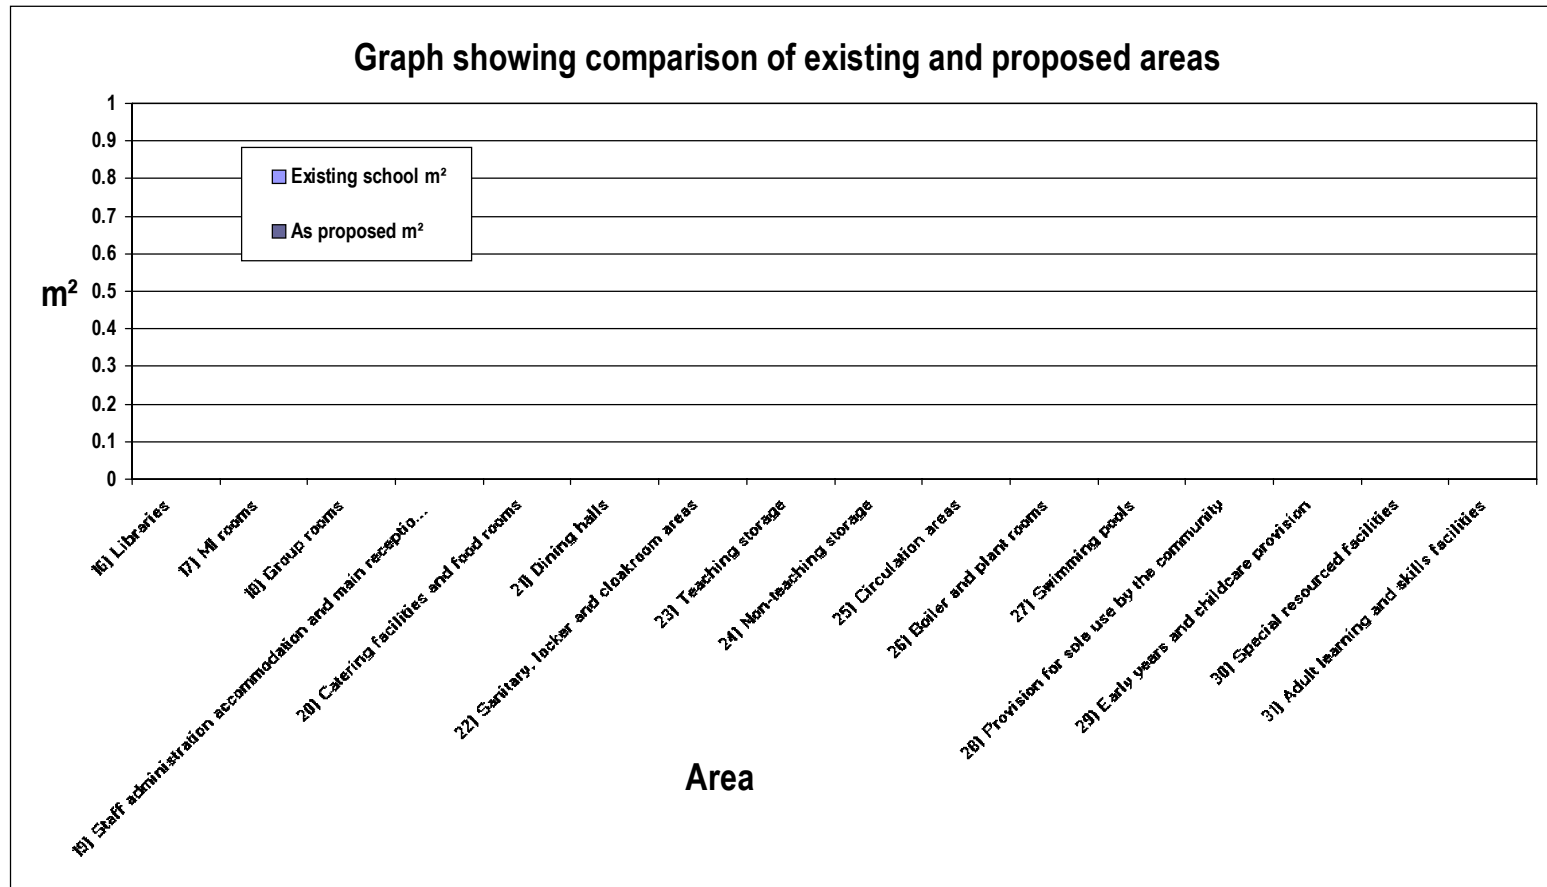 Graph showing comparison of existing and proposed areas
1
0.9
0.8
0.7
0.6
0.5
0.4
0.3
0.2
0.1
0
Existing school m²
As proposed m²
m²
16) Libraries
17) MI rooms
18) Group rooms
19) Staff administration accommodation and main receptio...
20) Catering facilities and food rooms
21) Dining halls
22) Sanitary, locker and cloakroom areas
23) Teaching storage
24) Non-teaching storage
25) Circulation areas
26) Boiler and plant rooms
27) Swimming pools
28) Provision for sole use by the community
29) Early years and childcare provision
30) Special resourced facilities
31) Adult learning and skills facilities
Area